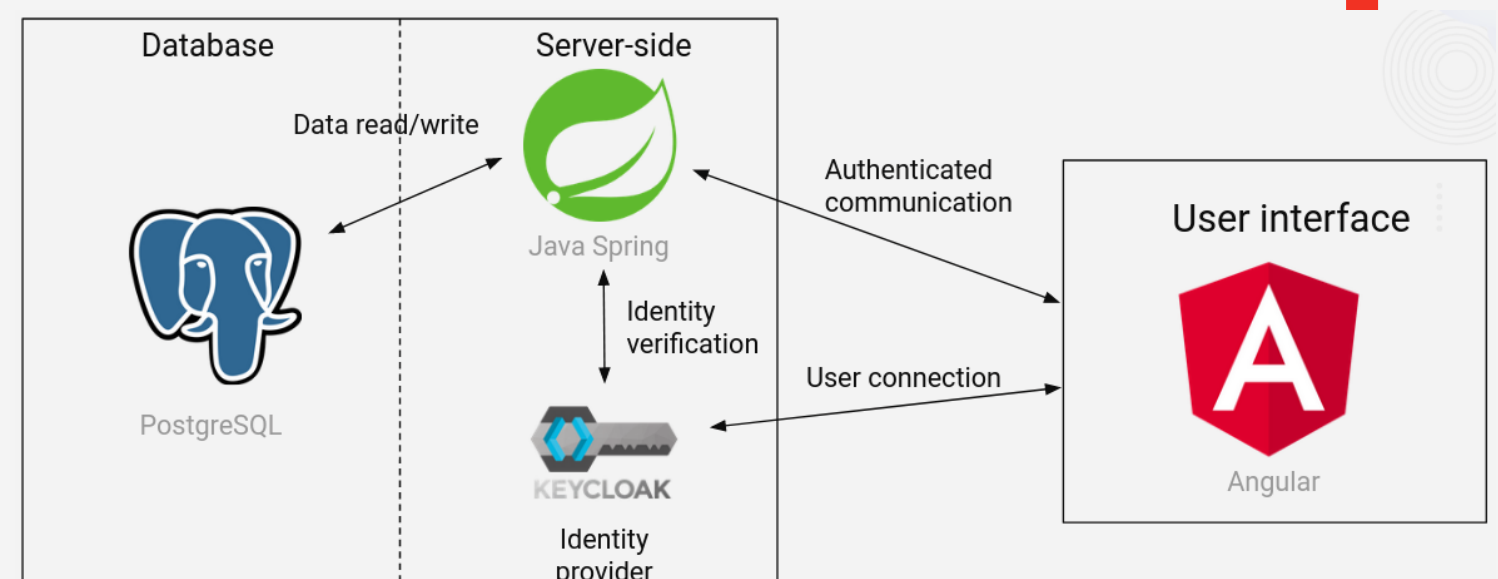 Database
Server-side
Data read/write
Java Spring
Authenticated
communication
User interface
Identity
verification
User connection
PostgreSQL
KEYCLOAK
Angular
Identity
provider